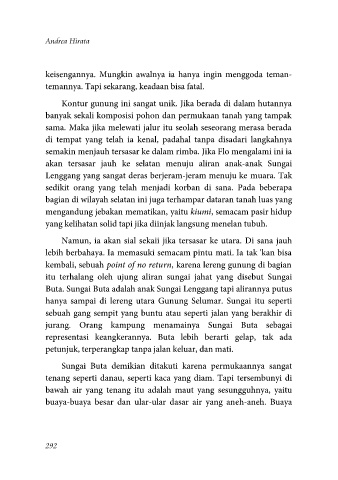 Andrea Hirata
keisengannya. Mungkin awalnya ia hanya ingin menggoda teman-
temannya. Tapi sekarang, keadaan bisa fatal.
Kontur gunung ini sangat unik. Jika berada di dalam hutannya
banyak sekali komposisi pohon dan permukaan tanah yang tampak
sama. Maka jika melewati jalur itu seolah seseorang merasa berada
di tempat yang telah ia kenal, padahal tanpa disadari langkahnya
semakin menjauh tersasar ke dalam rimba. Jika Flo mengalami ini ia
akan tersasar jauh ke selatan menuju aliran anak-anak Sungai
Lenggang yang sangat deras berjeram-jeram menuju ke muara. Tak
sedikit orang yang telah menjadi korban di sana. Pada beberapa
bagian di wilayah selatan ini juga terhampar dataran tanah luas yang
mengandung jebakan mematikan, yaitu kiumi, semacam pasir hidup
yang kelihatan solid tapi jika diinjak langsung menelan tubuh.
Namun, ia akan sial sekali jika tersasar ke utara. Di sana jauh
lebih berbahaya. Ia memasuki semacam pintu mati. Ia tak 'kan bisa
kembali, sebuah point of no return, karena lereng gunung di bagian
itu terhalang oleh ujung aliran sungai jahat yang disebut Sungai
Buta. Sungai Buta adalah anak Sungai Lenggang tapi alirannya putus
hanya sampai di lereng utara Gunung Selumar. Sungai itu seperti
sebuah gang sempit yang buntu atau seperti jalan yang berakhir di
jurang. Orang kampung menamainya Sungai Buta sebagai
representasi keangkerannya. Buta lebih berarti gelap, tak ada
petunjuk, terperangkap tanpa jalan keluar, dan mati.
Sungai Buta demikian ditakuti karena permukaannya sangat
tenang seperti danau, seperti kaca yang diam. Tapi tersembunyi di
bawah air yang tenang itu adalah maut yang sesungguhnya, yaitu
buaya-buaya besar dan ular-ular dasar air yang aneh-aneh. Buaya
292